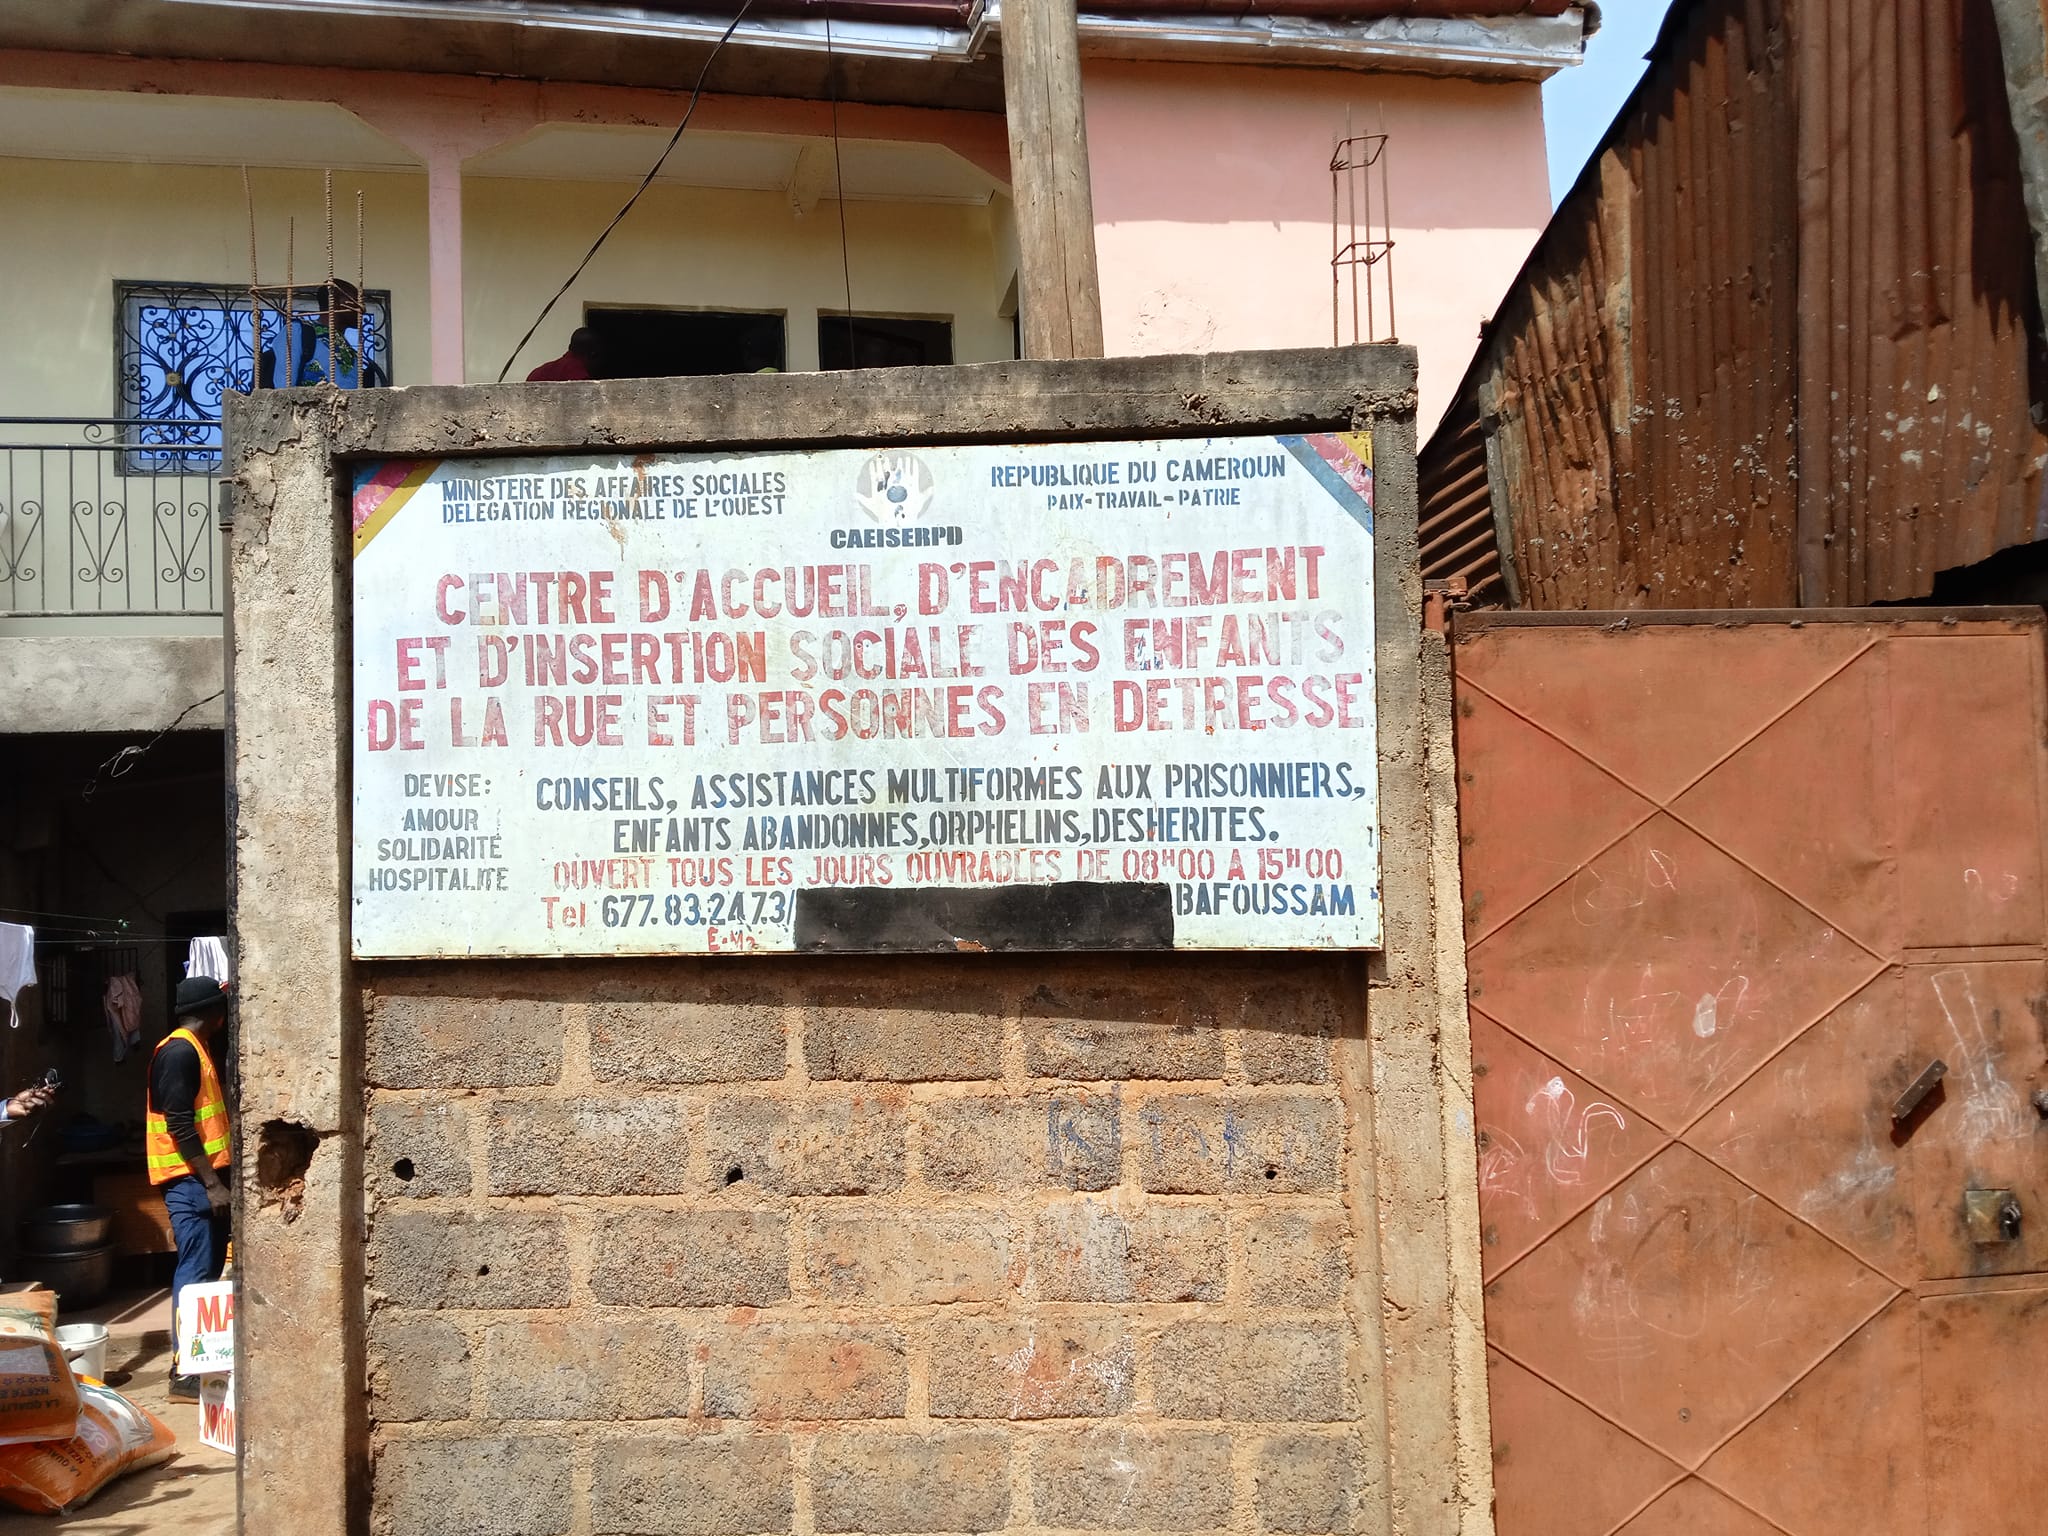 MINISTERE DES AFFAIRES SOCIALES
DELEGATION REGIONALE DE L'OUEST
CAEISERPD
REPUBLIQUE DU CAMEROUN
PAIX-TRAVAIL-PATRIE
CENTRE D'ACCUEIL, D'ENCADREMENT
ET D'INSERTION SOCIALE DES ENFANTS
DE LA RUE ET PERSONNES EN DETRESSE
DEVISE:
AMOUR
SOLIDARITE
HOSPITALITE
CONSEILS, ASSISTANCES MULTIFORMES AUX PRISONNIERS,
ENFANTS ABANDONNES,ORPHELINS,DESHERITES.
OUVERT TOUS LES JOURS OUVRABLES DE 08H00 A 15H00
Tel 677.83.24.73/ BAFOUSSAM
MA
LA QUALIT